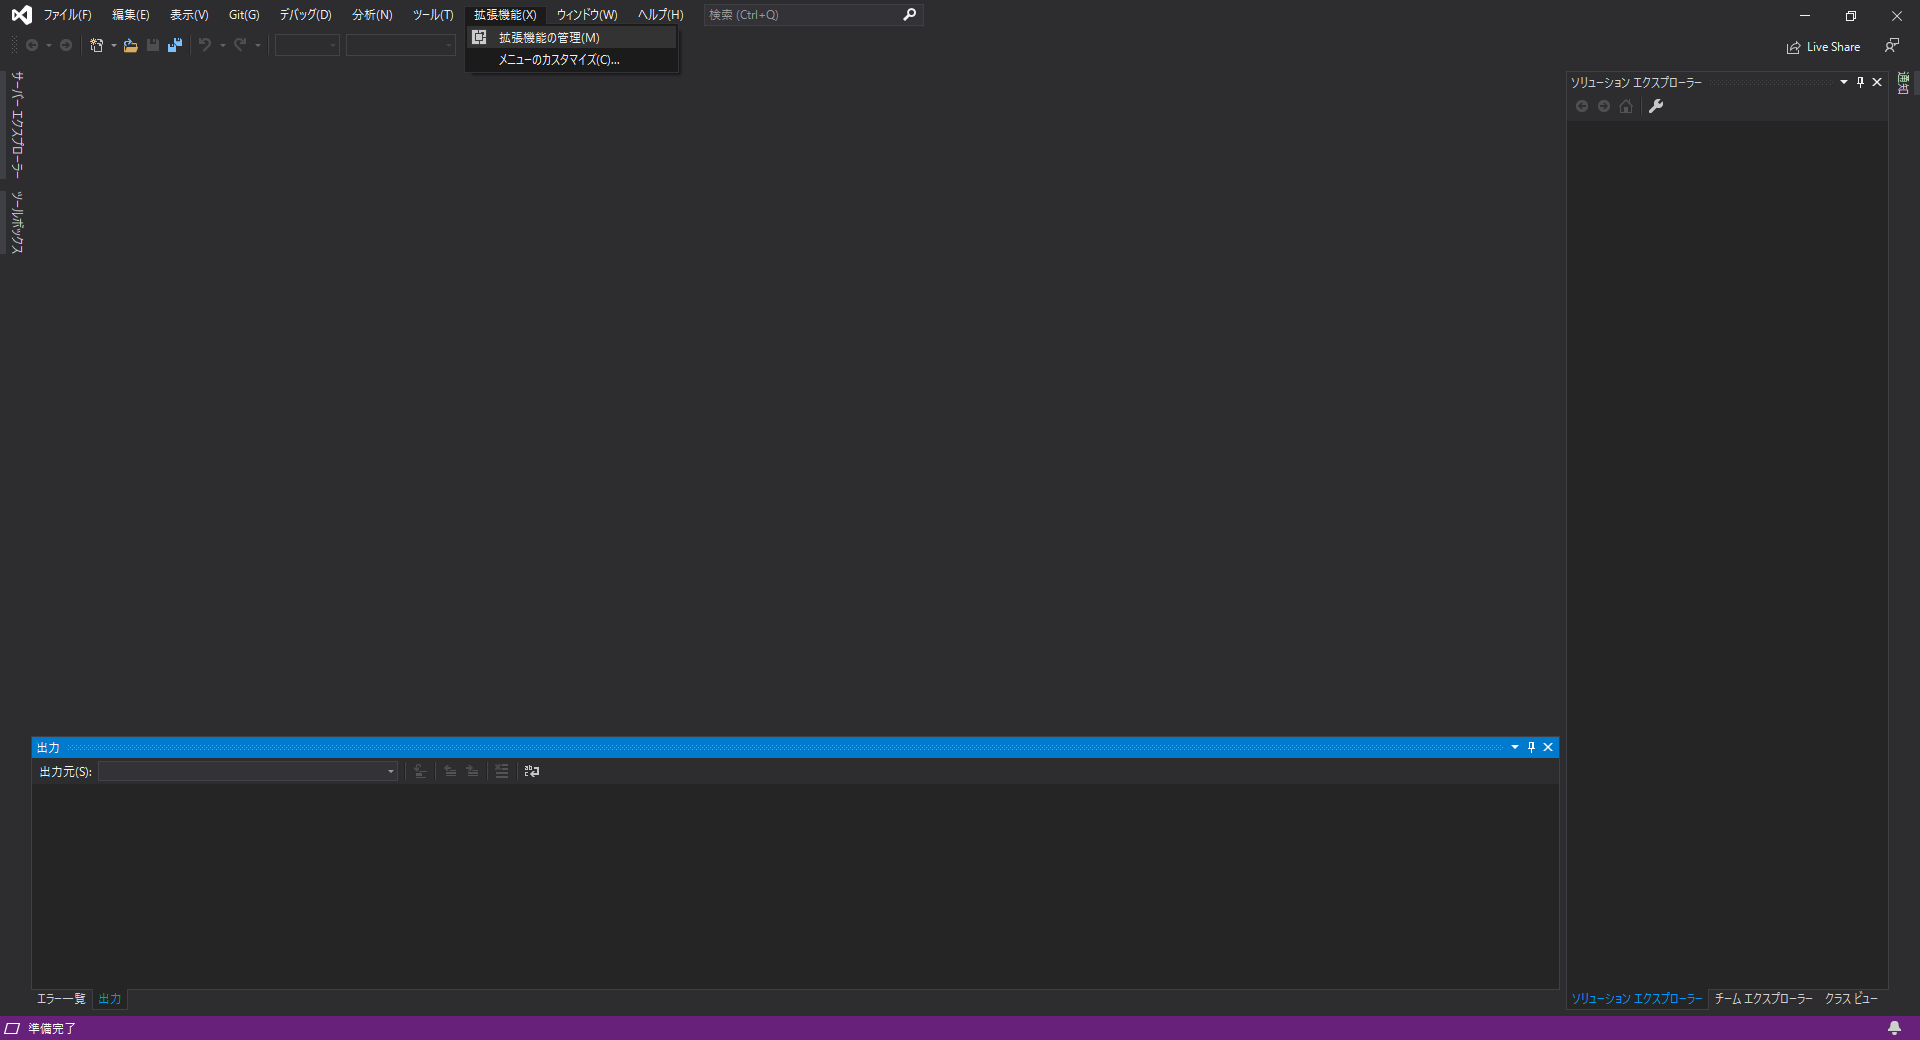 ファイル(F) 編集(E) 表示(V) Git(G) デバッグ(D) 分析(N) ツール(T) 拡張機能(X) ウィンドウ(W) ヘルプ(H) 検索 (Ctrl+Q)
拡張機能の管理(M)
メニューのカスタマイズ(C)...
Live Share
サーバー エクスプローラー
ツールボックス
ソリューション エクスプローラー
通知
出力
出力元(S):
エラー一覧 出力
ソリューション エクスプローラー チーム エクスプローラー クラス ビュー
準備完了